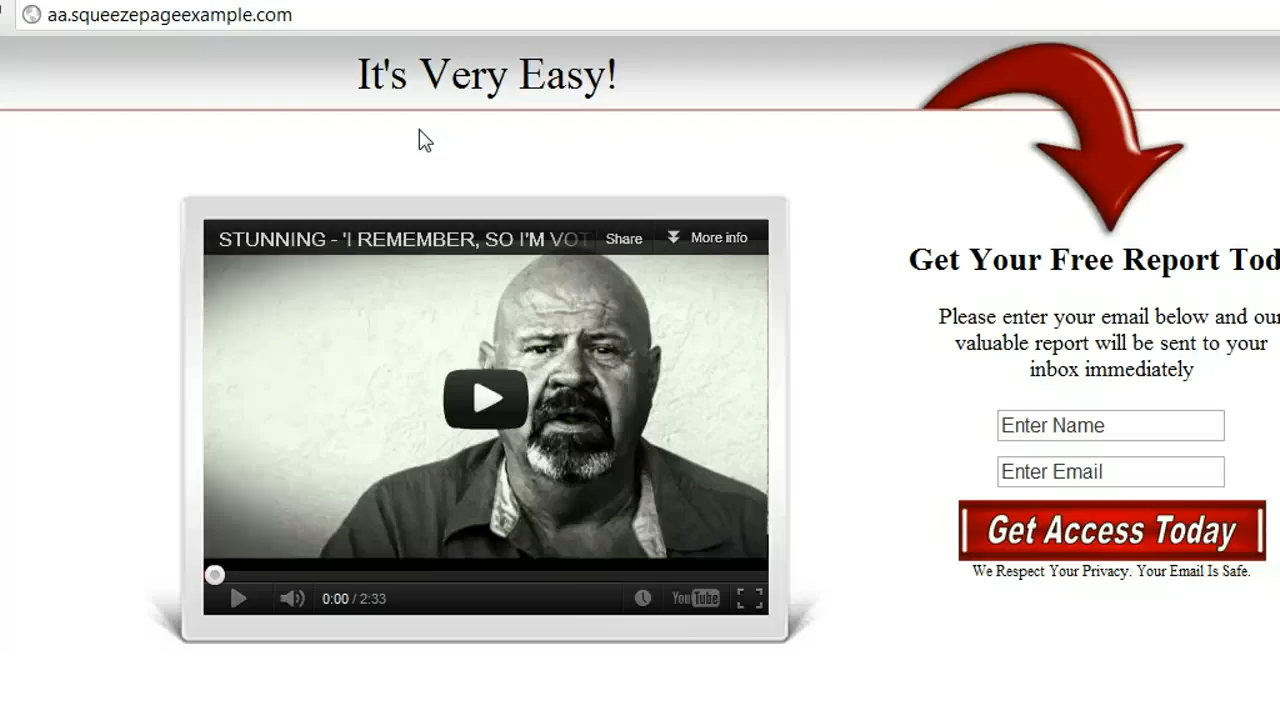 aa.squeezepageexample.com
It's Very Easy!
STUNNING - 'I REMEMBER, SO I'M VOT
Share
More info
Get Your Free Report Tod
Please enter your email below and our
valuable report will be sent to your
inbox immediately
Enter Name
Enter Email
Get Access Today
We Respect Your Privacy. Your Email Is Safe.
0:00 / 2:33
YouTube